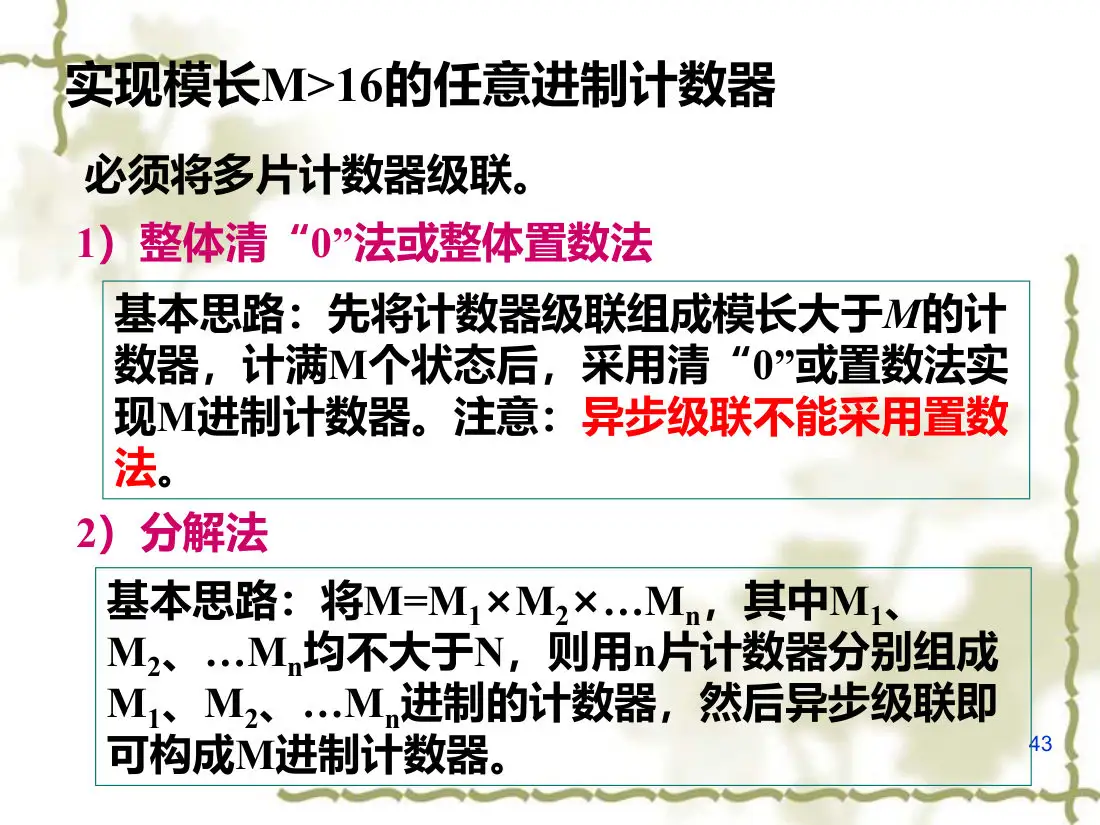 实现模长M>16的任意进制计数器
必须将多片计数器级联。
1）整体清“0”法或整体置数法
基本思路：先将计数器级联组成模长大于M的计
数器，计满M个状态后，采用清“0”或置数法实
现M进制计数器。注意：异步级联不能采用置数
法。
2）分解法
基本思路：将M=M₁×M₂×…Mₙ，其中M₁、
M₂、…Mₙ均不大于N，则用n片计数器分别组成
M₁、M₂、…Mₙ进制的计数器，然后异步级联即
可构成M进制计数器。
43